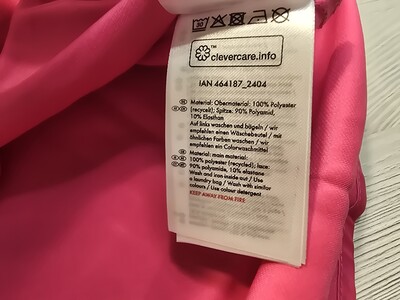 30
clevercare.info
IAN 464187_2404
Material: Obermaterial: 100% Polyester
(recycelt); Spitze: 90% Polyamid,
10% Elasthan
Auf links waschen und bügeln / wir
empfehlen einen Wäschebeutel / mit
ähnlichen Farben waschen / wir
empfehlen ein Colorwaschmittel
Material: main material:
100% polyester (recycled); lace:
90% polyamide, 10% elastane
Wash and iron inside out / Use
a laundry bag / Wash with similar
colours / Use colour detergent
KEEP AWAY FROM FIRE